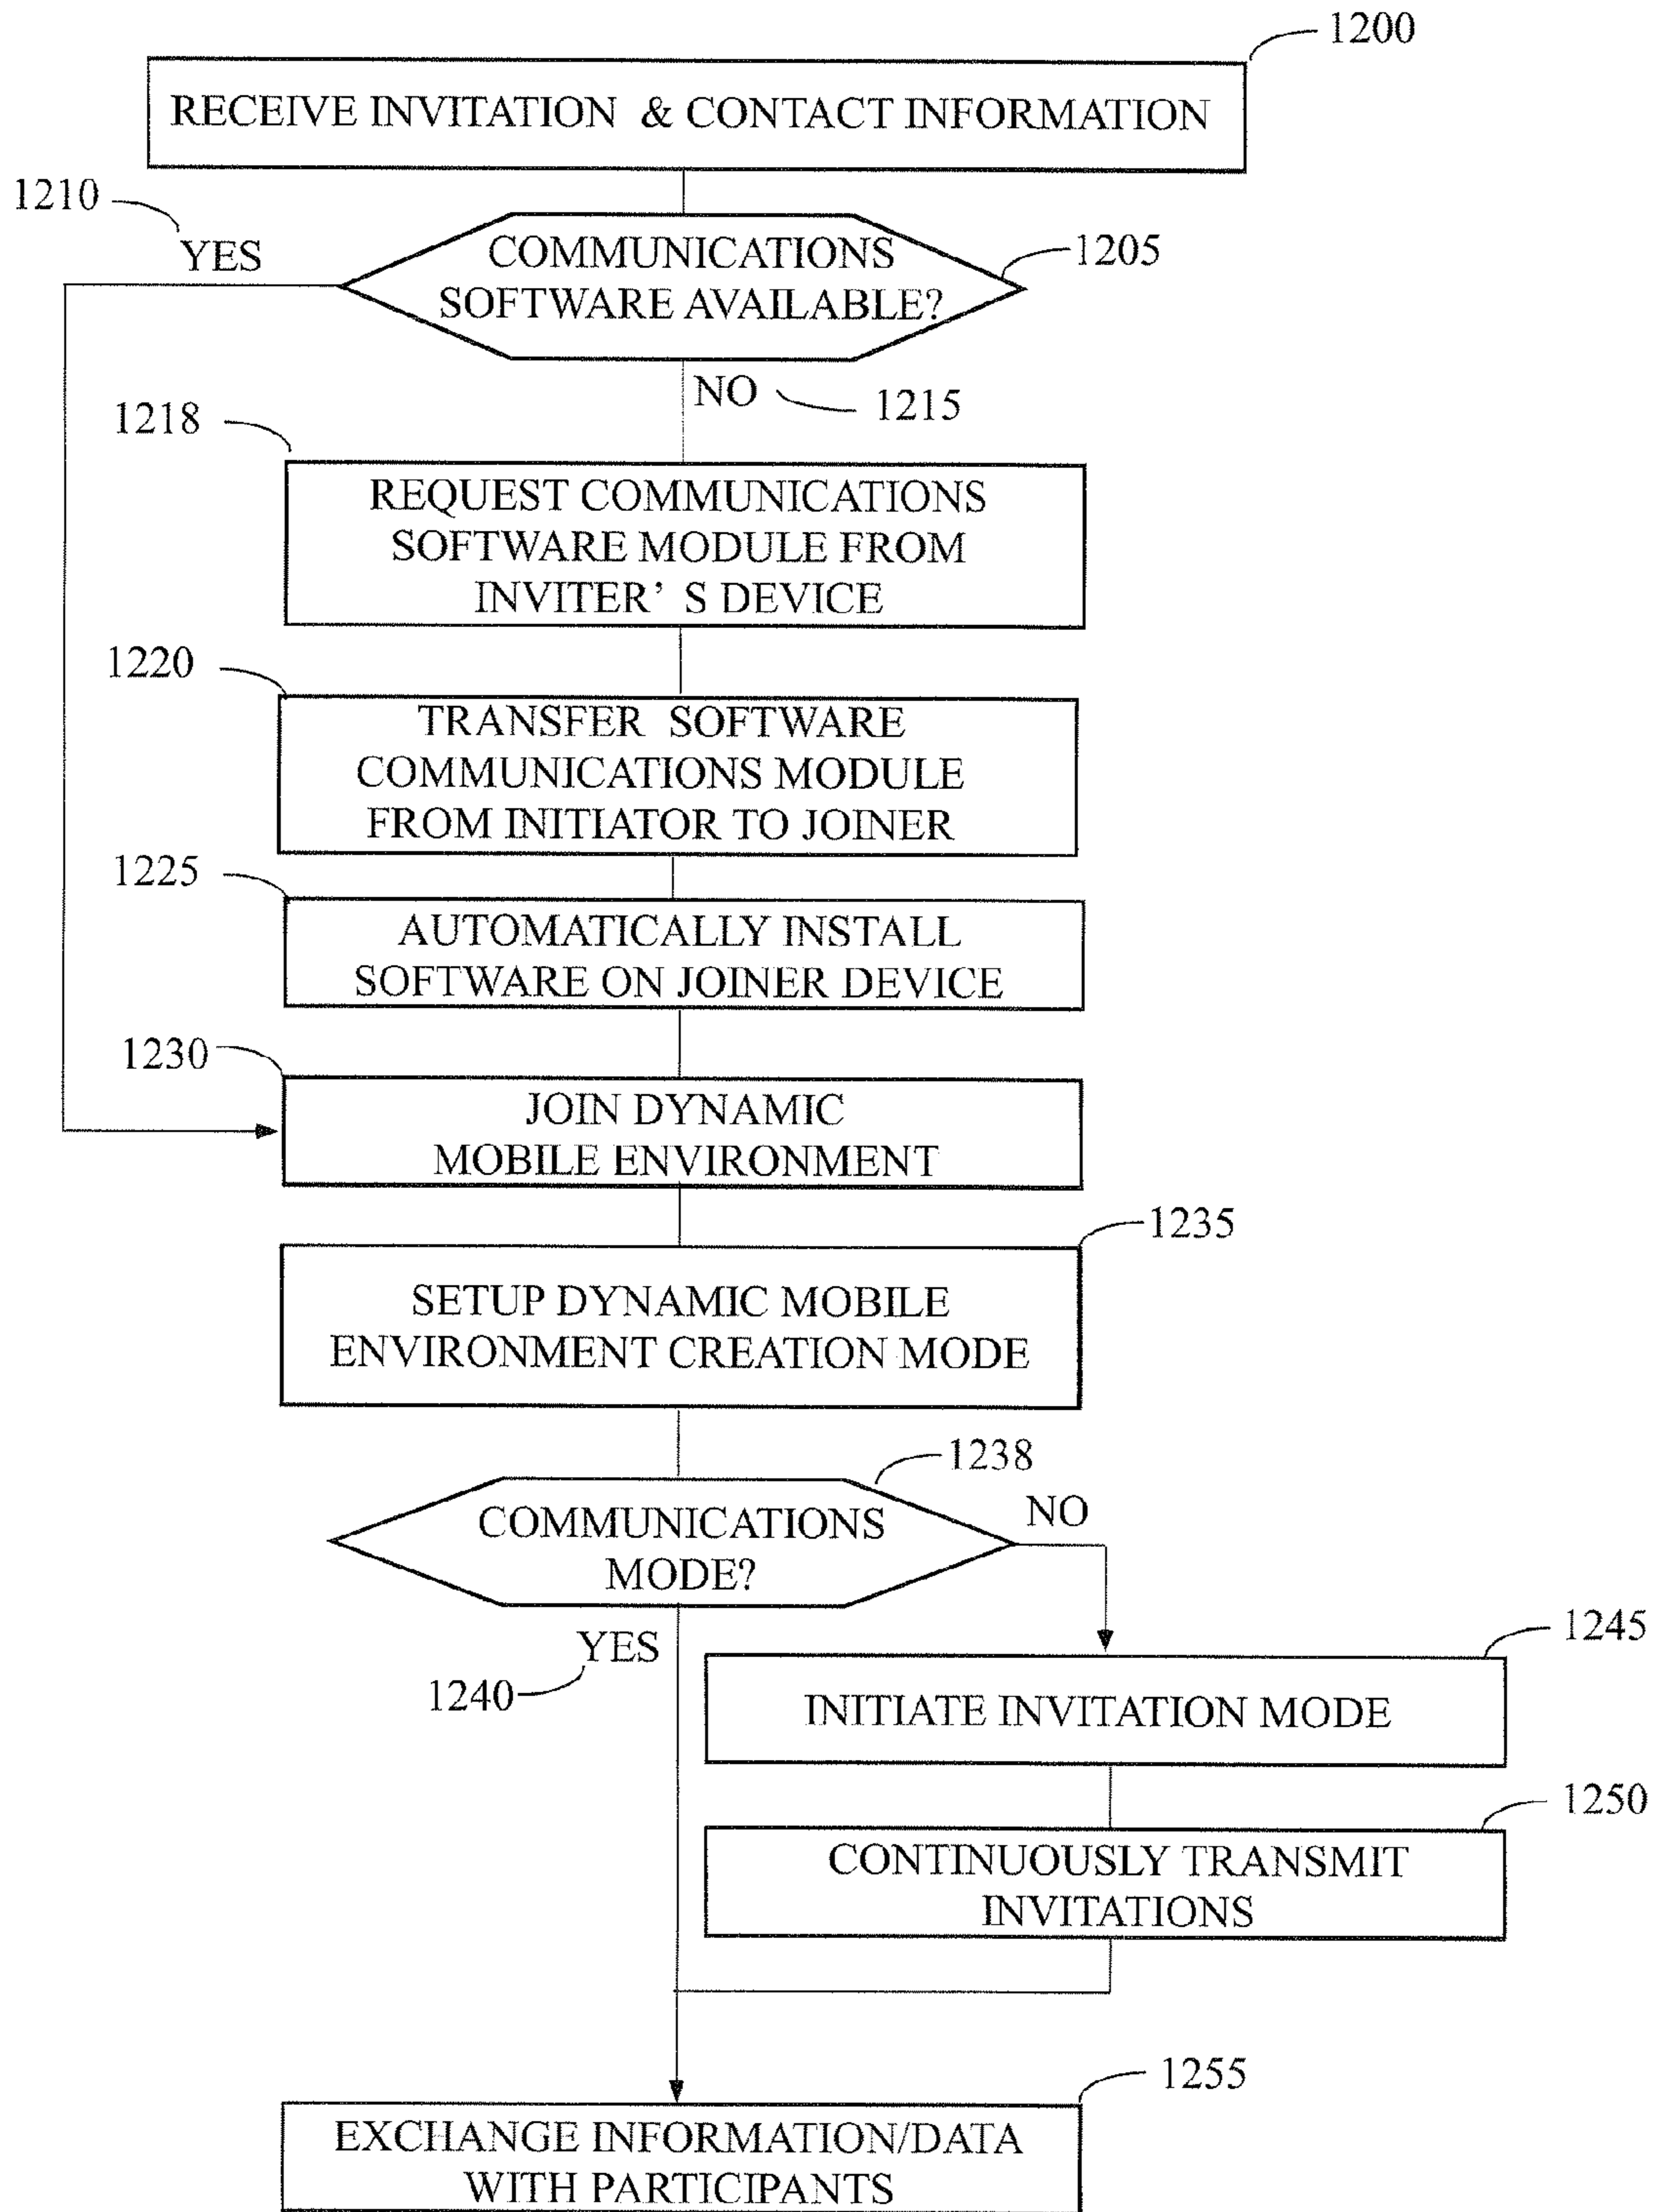 1200
RECEIVE INVITATION & CONTACT INFORMATION
1210
YES
COMMUNICATIONS
SOFTWARE AVAILABLE?
1205
NO
1215
1218
REQUEST COMMUNICATIONS
SOFTWARE MODULE FROM
INVITER' S DEVICE
1220
TRANSFER SOFTWARE
COMMUNICATIONS MODULE
FROM INITIATOR TO JOINER
1225
AUTOMATICALLY INSTALL
SOFTWARE ON JOINER DEVICE
1230
JOIN DYNAMIC
MOBILE ENVIRONMENT
1235
SETUP DYNAMIC MOBILE
ENVIRONMENT CREATION MODE
1238
COMMUNICATIONS
MODE?
NO
YES
1240
1245
INITIATE INVITATION MODE
1250
CONTINUOUSLY TRANSMIT
INVITATIONS
1255
EXCHANGE INFORMATION/DATA
WITH PARTICIPANTS